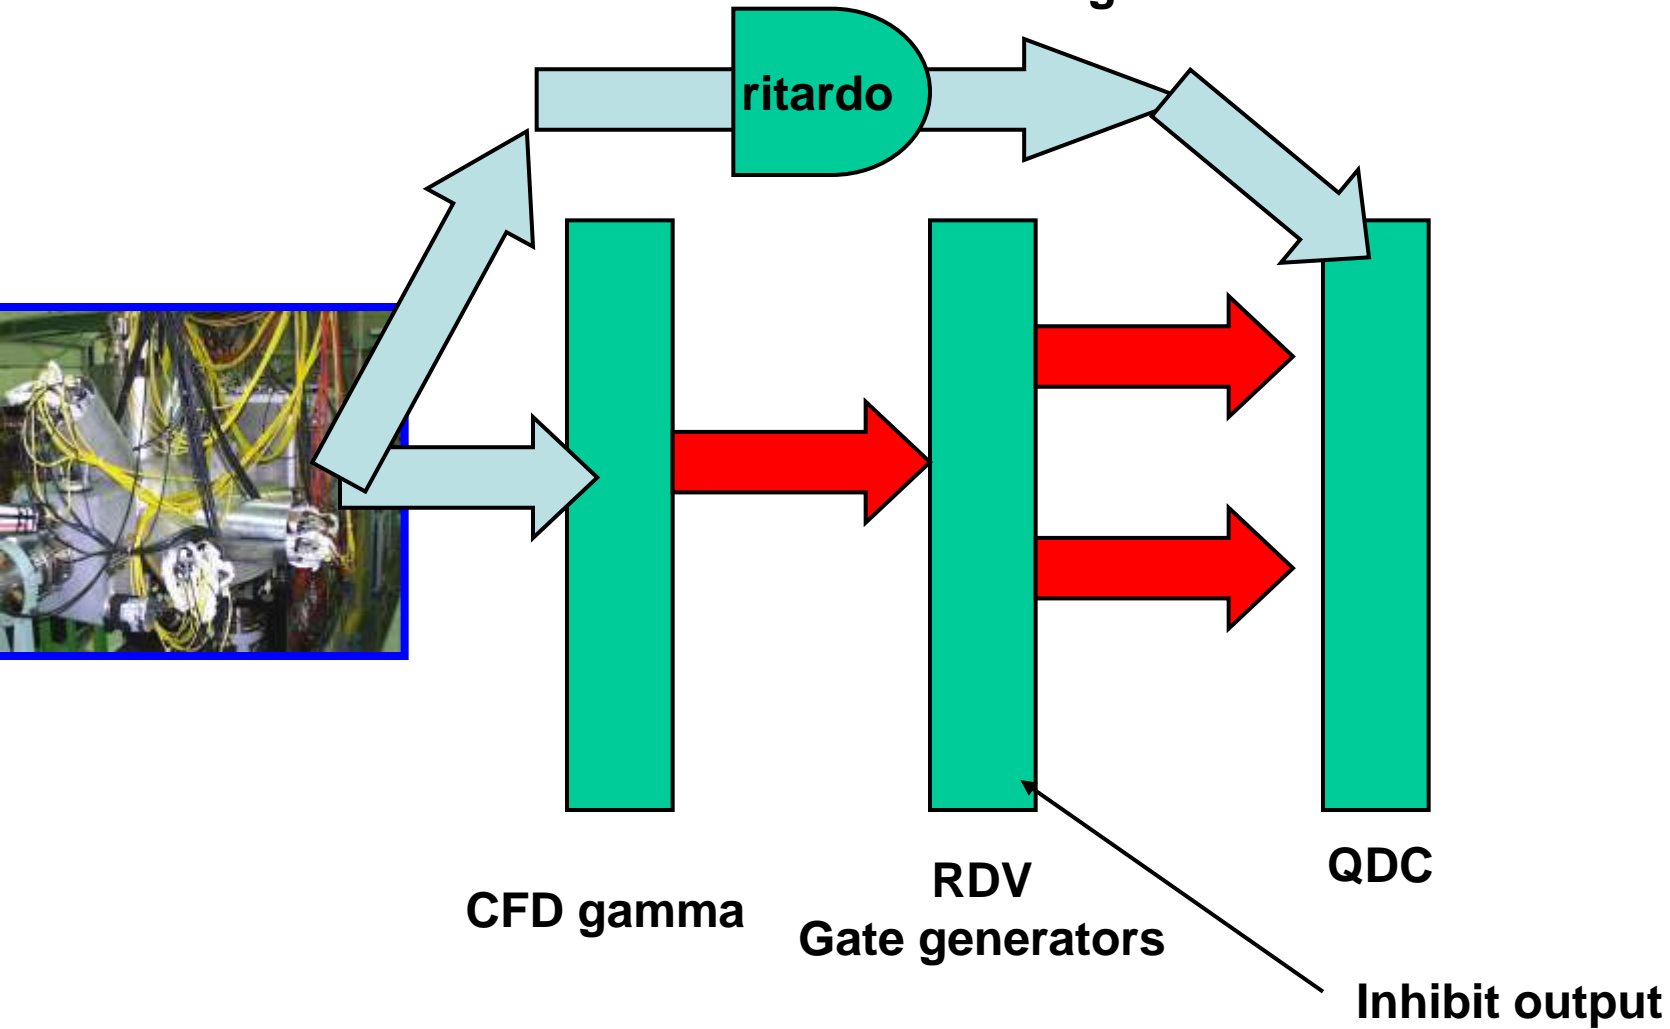 ritardo
CFD gamma
RDV
Gate generators
QDC
Inhibit output